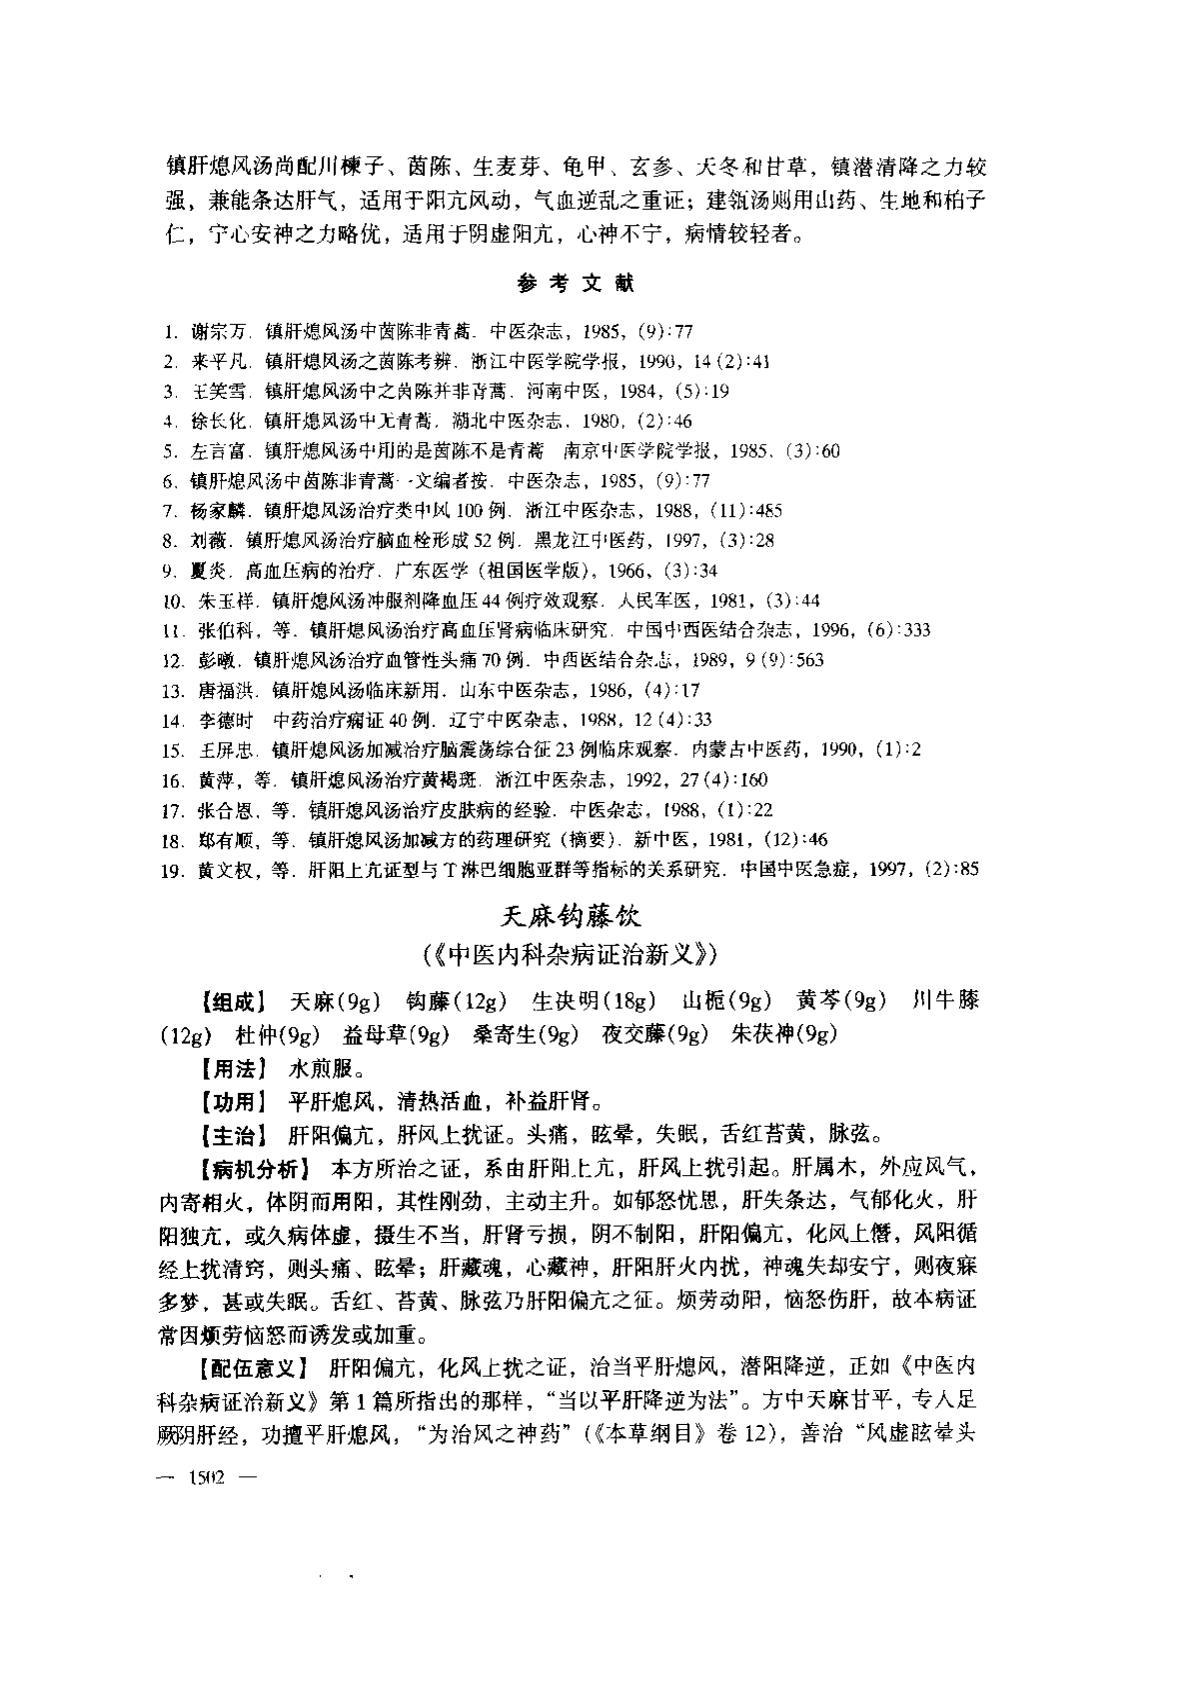 镇肝熄风汤尚配川楝子、茵陈、生麦芽、龟甲、玄参、天冬和甘草，镇潜清降之力较
强，兼能条达肝气，适用于阳亢风动，气血逆乱之重证；建瓴汤则用山药、生地和柏子
仁，宁心安神之力略优，适用于阴虚阳亢，心神不宁，病情较轻者。
参考文献
1. 谢宗万. 镇肝熄风汤中茵陈非青蒿. 中医杂志，1985，(9):77
2. 来平凡. 镇肝熄风汤之茵陈考辨. 浙江中医学院学报，1990，14 (2):41
3. 王笑雪. 镇肝熄风汤中之茵陈并非青蒿. 河南中医，1984，(5):19
4. 徐长化. 镇肝熄风汤中无青蒿. 湖北中医杂志，1980，(2):46
5. 左言富. 镇肝熄风汤中用的是茵陈不是青蒿 南京中医学院学报，1985，(3):60
6. 镇肝熄风汤中茵陈非青蒿一文编者按. 中医杂志，1985，(9):77
7. 杨家麟. 镇肝熄风汤治疗类中风 100 例. 浙江中医杂志，1988，(11):485
8. 刘薇. 镇肝熄风汤治疗脑血栓形成 52 例. 黑龙江中医药，1997，(3):28
9. 夏炎. 高血压病的治疗. 广东医学（祖国医学版），1966，(3):34
10. 朱玉祥. 镇肝熄风汤冲服剂降血压 44 例疗效观察. 人民军医，1981，(3):44
11. 张伯科，等. 镇肝熄风汤治疗高血压肾病临床研究. 中国中西医结合杂志，1996，(6):333
12. 彭暾. 镇肝熄风汤治疗血管性头痛 70 例. 中西医结合杂志，1989，9 (9):563
13. 唐福洪. 镇肝熄风汤临床新用. 山东中医杂志，1986，(4):17
14. 李德时 中药治疗痫证 40 例. 辽宁中医杂志，1988，12 (4):33
15. 王屏忠. 镇肝熄风汤加减治疗脑震荡综合征 23 例临床观察. 内蒙古中医药，1990，(1):2
16. 黄萍，等. 镇肝熄风汤治疗黄褐斑. 浙江中医杂志，1992，27 (4):160
17. 张合恩，等. 镇肝熄风汤治疗皮肤病的经验. 中医杂志，1988，(1):22
18. 郑有顺，等. 镇肝熄风汤加减方的药理研究（摘要）. 新中医，1981，(12):46
19. 黄文权，等. 肝阳上亢证型与 T 淋巴细胞亚群等指标的关系研究. 中国中医急症，1997，(2):85
天麻钩藤饮
（《中医内科杂病证治新义》）
【组成】 天麻(9g) 钩藤(12g) 生决明(18g) 山栀(9g) 黄芩(9g) 川牛膝
(12g) 杜仲(9g) 益母草(9g) 桑寄生(9g) 夜交藤(9g) 朱茯神(9g)
【用法】 水煎服。
【功用】 平肝熄风，清热活血，补益肝肾。
【主治】 肝阳偏亢，肝风上扰证。头痛，眩晕，失眠，舌红苔黄，脉弦。
【病机分析】 本方所治之证，系由肝阳上亢，肝风上扰引起。肝属木，外应风气，
内寄相火，体阴而用阳，其性刚劲，主动主升。如郁怒忧思，肝失条达，气郁化火，肝
阳独亢，或久病体虚，摄生不当，肝肾亏损，阴不制阳，肝阳偏亢，化风上僭，风阳循
经上扰清窍，则头痛、眩晕；肝藏魂，心藏神，肝阳肝火内扰，神魂失却安宁，则夜寐
多梦，甚或失眠。舌红、苔黄、脉弦乃肝阳偏亢之征。烦劳动阳，恼怒伤肝，故本病证
常因烦劳恼怒而诱发或加重。
【配伍意义】 肝阳偏亢，化风上扰之证，治当平肝熄风，潜阳降逆，正如《中医内
科杂病证治新义》第 1 篇所指出的那样，“当以平肝降逆为法”。方中天麻甘平，专入足
厥阴肝经，功擅平肝熄风，“为治风之神药”（《本草纲目》卷 12），善治“风虚眩晕头
— 1502 —